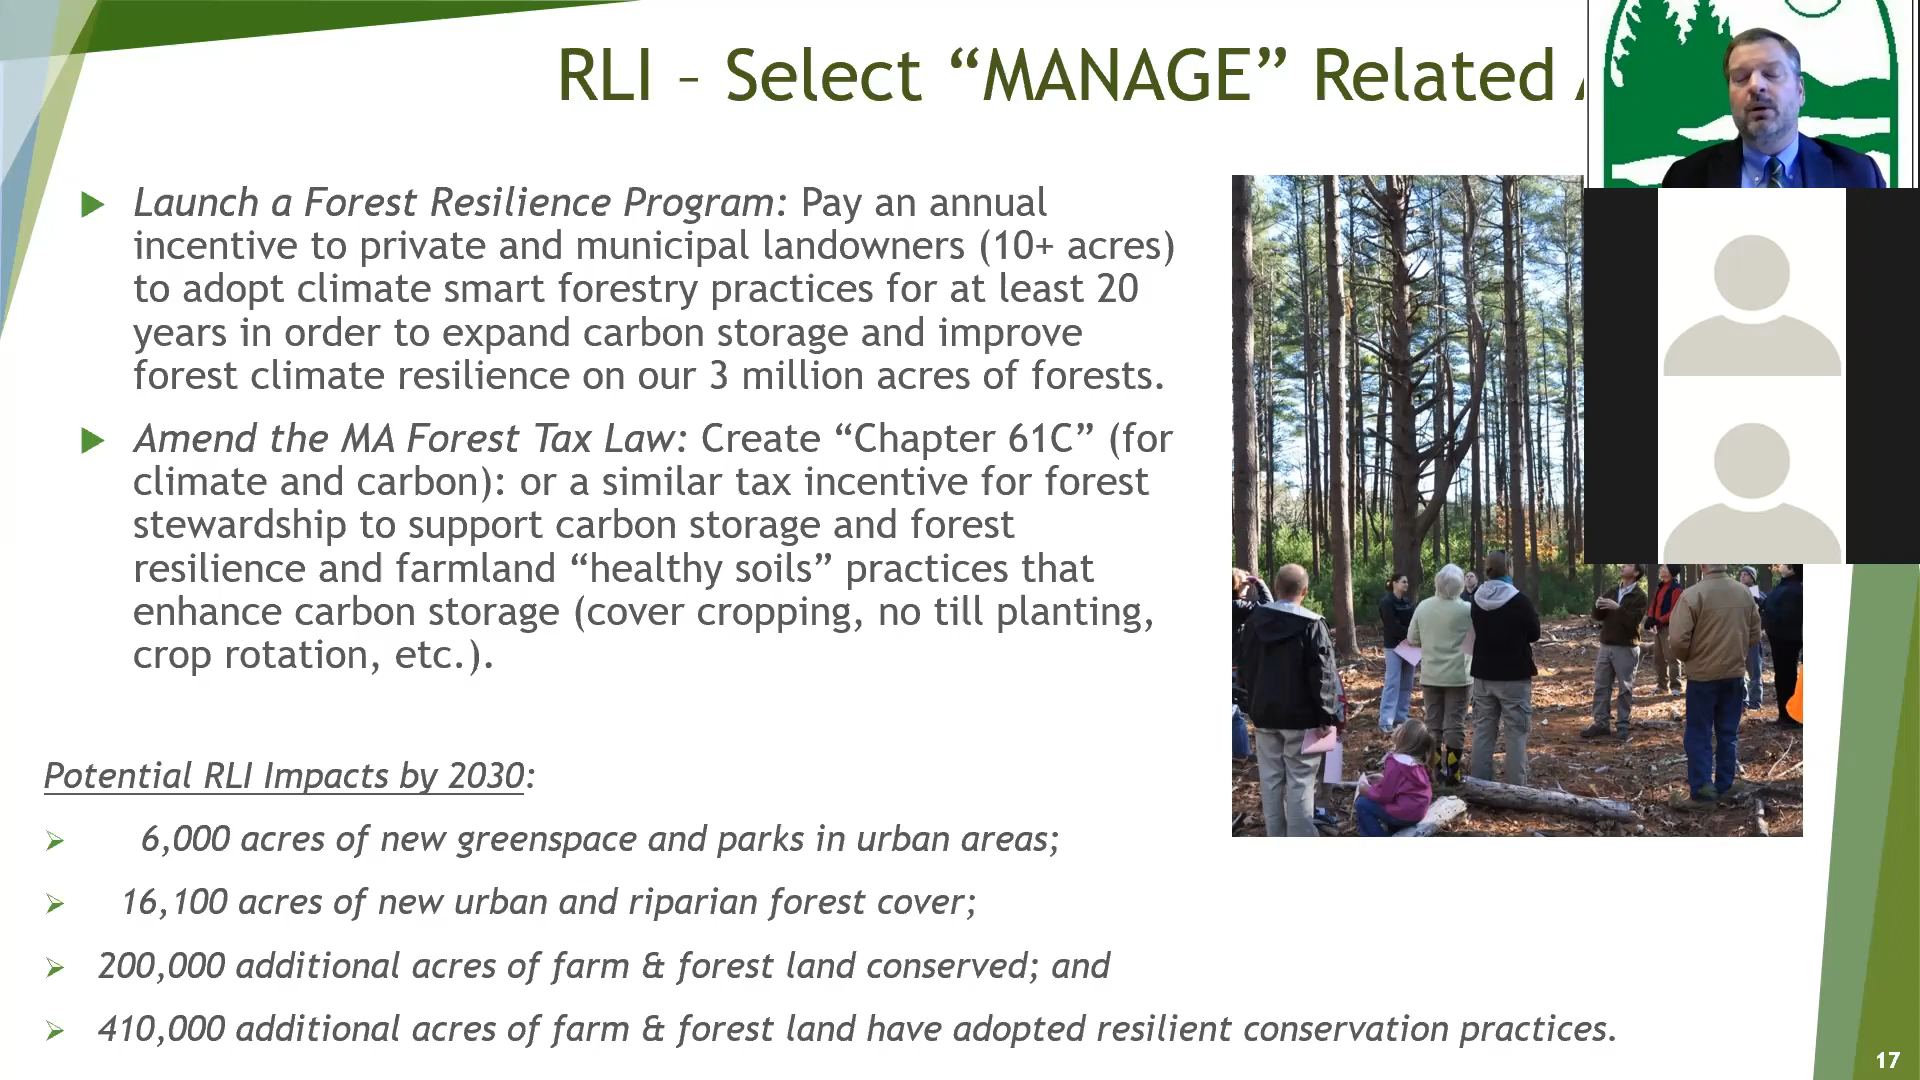 RLI – Select “MANAGE” Related
Launch a Forest Resilience Program: Pay an annual
incentive to private and municipal landowners (10+ acres)
to adopt climate smart forestry practices for at least 20
years in order to expand carbon storage and improve
forest climate resilience on our 3 million acres of forests.
Amend the MA Forest Tax Law: Create “Chapter 61C” (for
climate and carbon): or a similar tax incentive for forest
stewardship to support carbon storage and forest
resilience and farmland “healthy soils” practices that
enhance carbon storage (cover cropping, no till planting,
crop rotation, etc.).
Potential RLI Impacts by 2030:
6,000 acres of new greenspace and parks in urban areas;
16,100 acres of new urban and riparian forest cover;
200,000 additional acres of farm & forest land conserved; and
410,000 additional acres of farm & forest land have adopted resilient conservation practices.
17